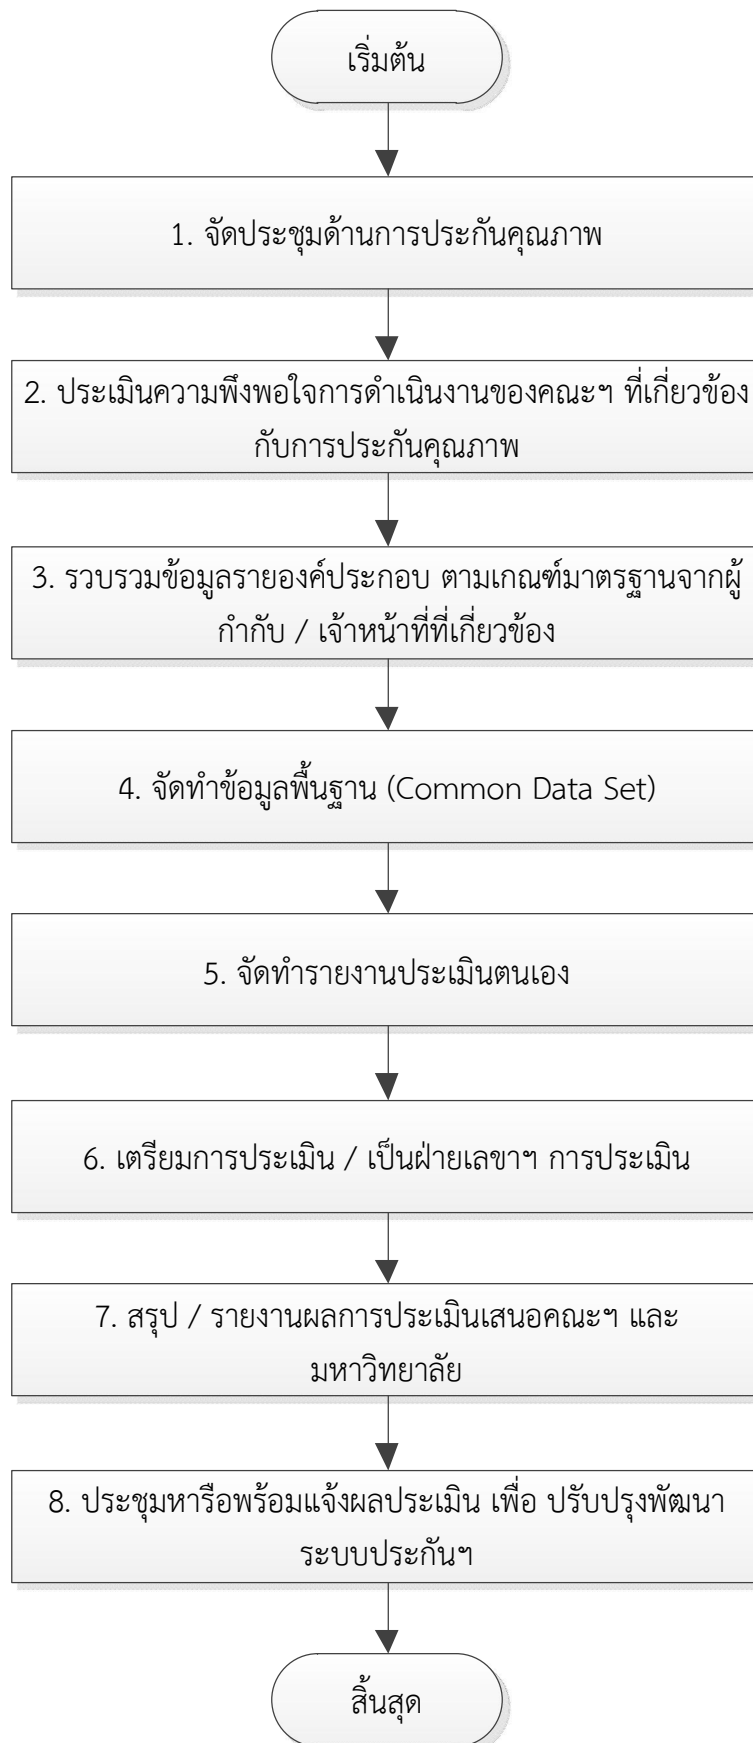 เริ่มต้น
1. จัดประชุมด้านการประกันคุณภาพ
2. ประเมินความพึงพอใจการดำเนินงานของคณะฯ ที่เกี่ยวข้อง
กับการประกันคุณภาพ
3. รวบรวมข้อมูลรายองค์ประกอบ ตามเกณฑ์มาตรฐานจากผู้
กำกับ / เจ้าหน้าที่ที่เกี่ยวข้อง
4. จัดทำข้อมูลพื้นฐาน (Common Data Set)
5. จัดทำรายงานประเมินตนเอง
6. เตรียมการประเมิน / เป็นฝ่ายเลขาฯ การประเมิน
7. สรุป / รายงานผลการประเมินเสนอคณะฯ และ
มหาวิทยาลัย
8. ประชุมหารือพร้อมแจ้งผลประเมิน เพื่อ ปรับปรุงพัฒนา
ระบบประกันฯ
สิ้นสุด